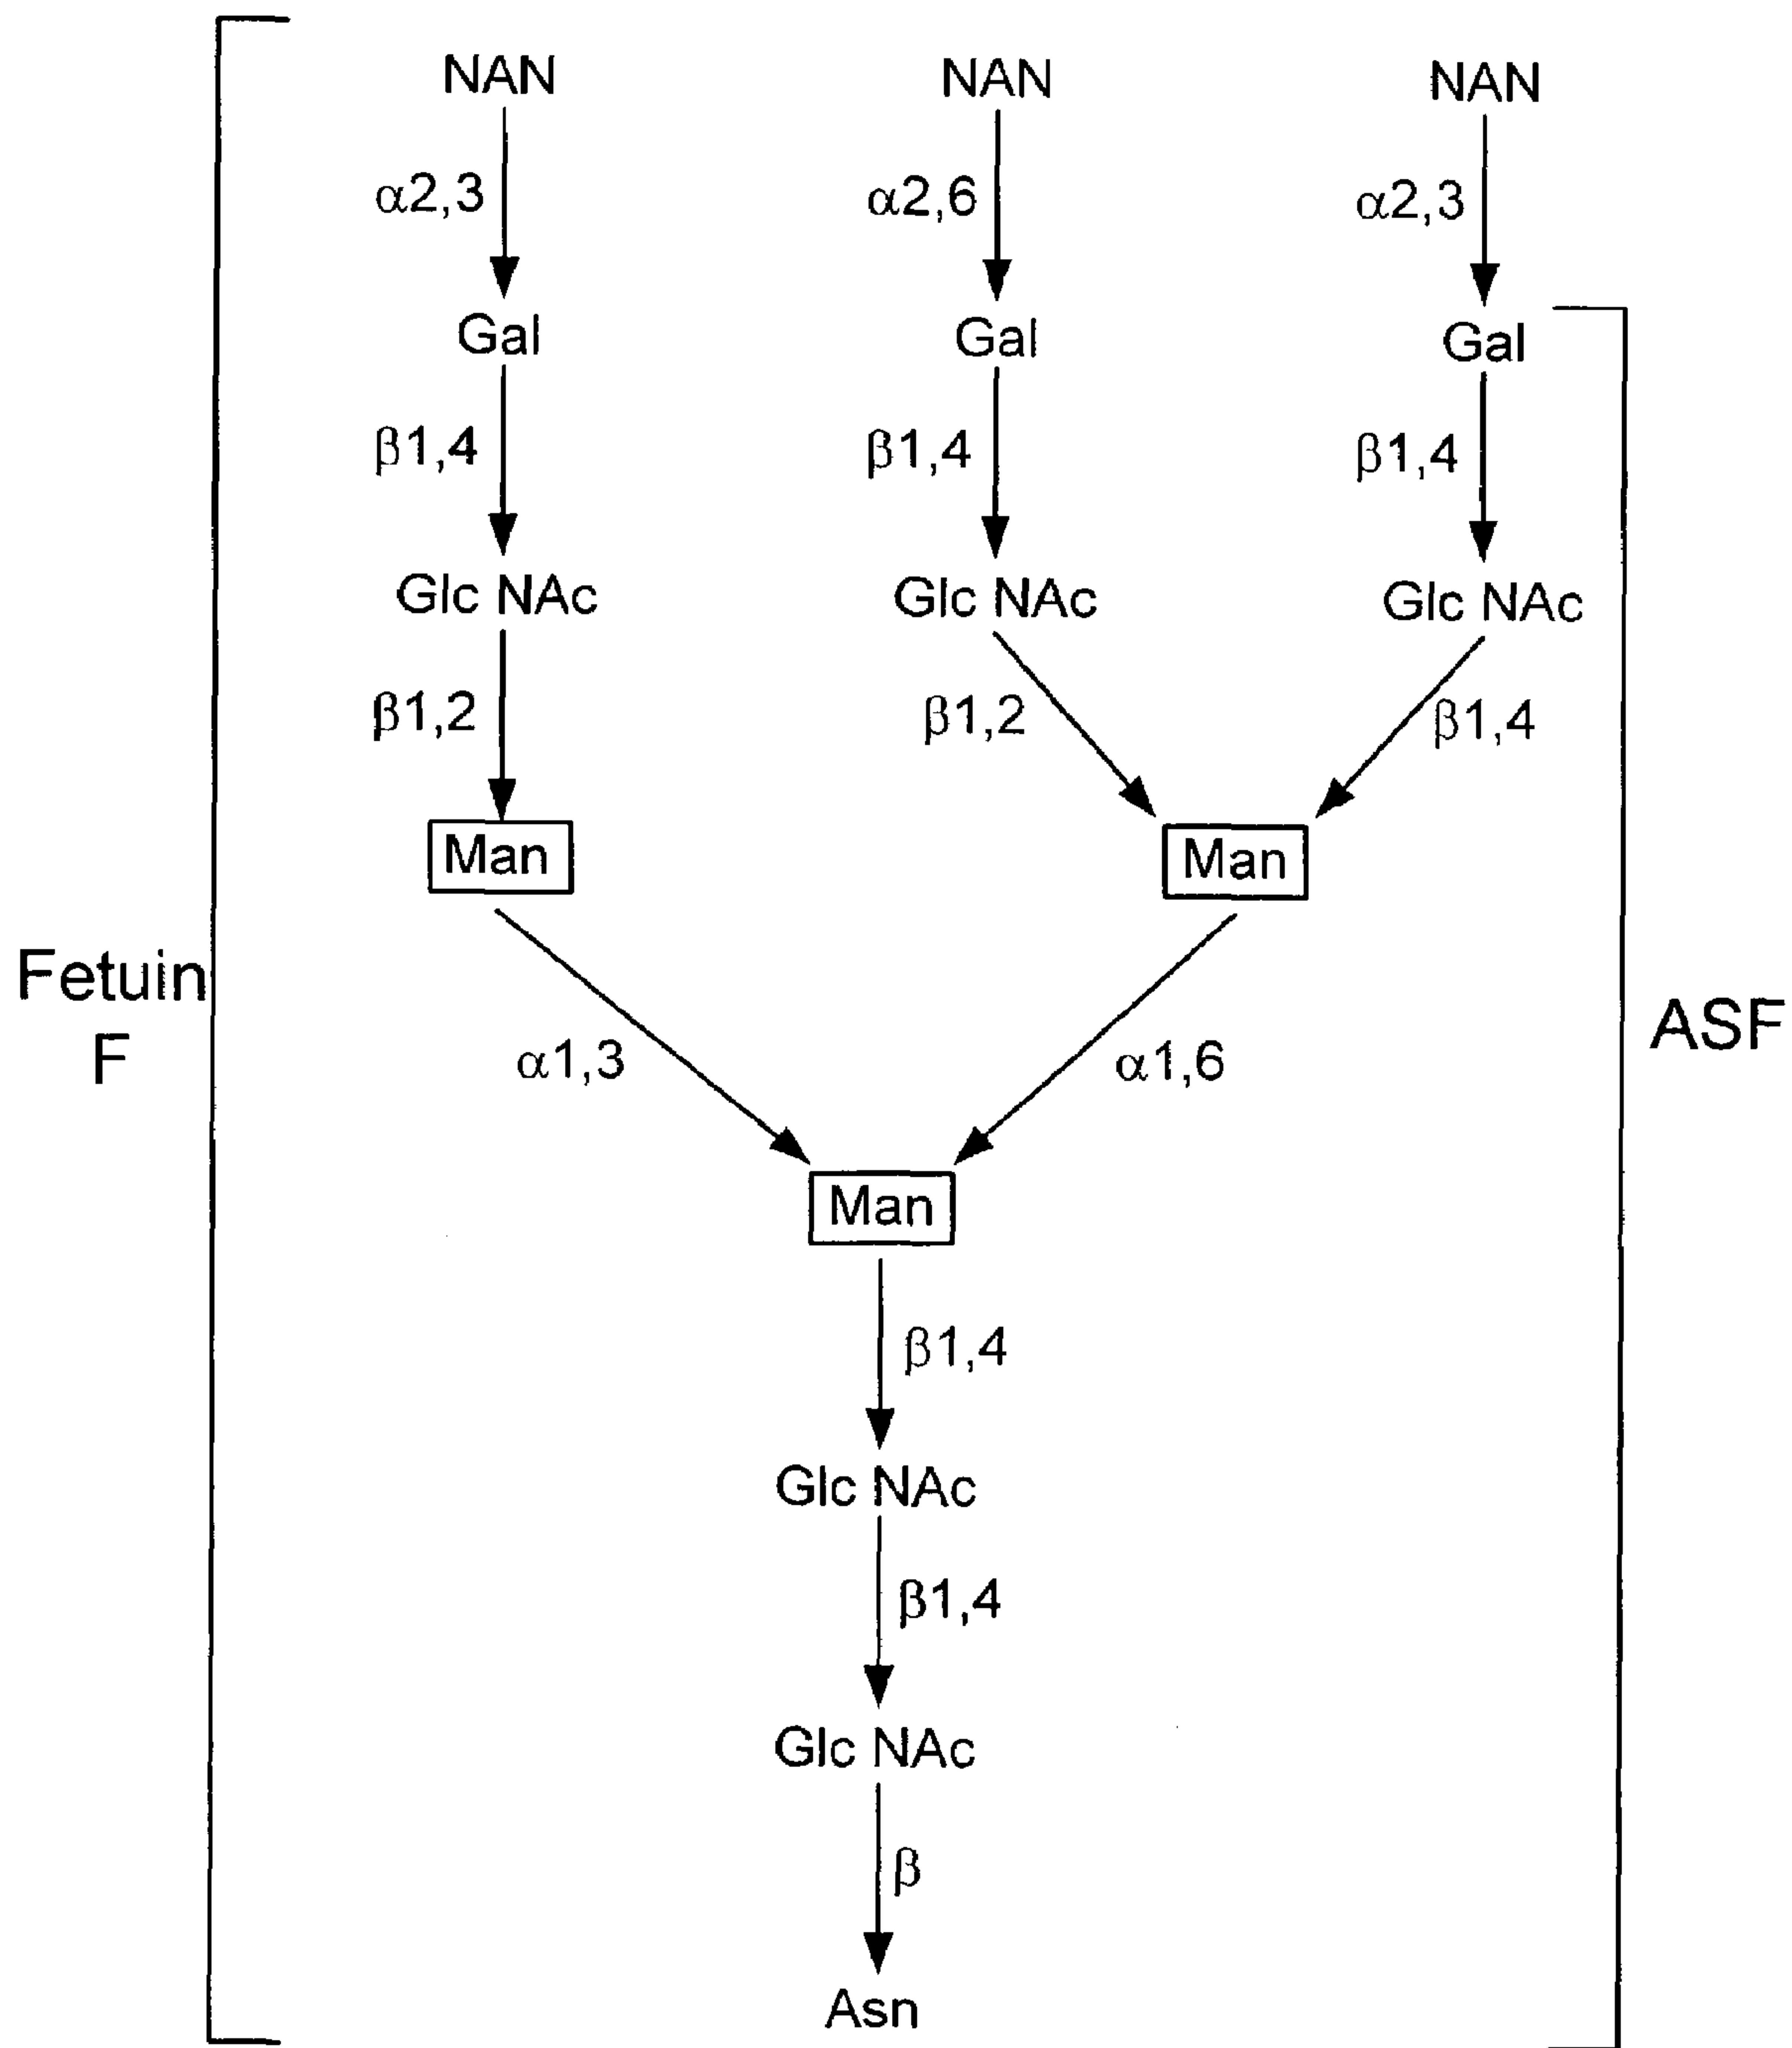 NAN NAN NAN
α2,3 α2,6 α2,3
Gal Gal Gal
β1,4 β1,4 β1,4
Glc NAc Glc NAc Glc NAc
β1,2 β1,2 β1,4
Man Man
Fetuin
F
ASF
α1,3 α1,6
Man
β1,4
Glc NAc
β1,4
Glc NAc
β
Asn